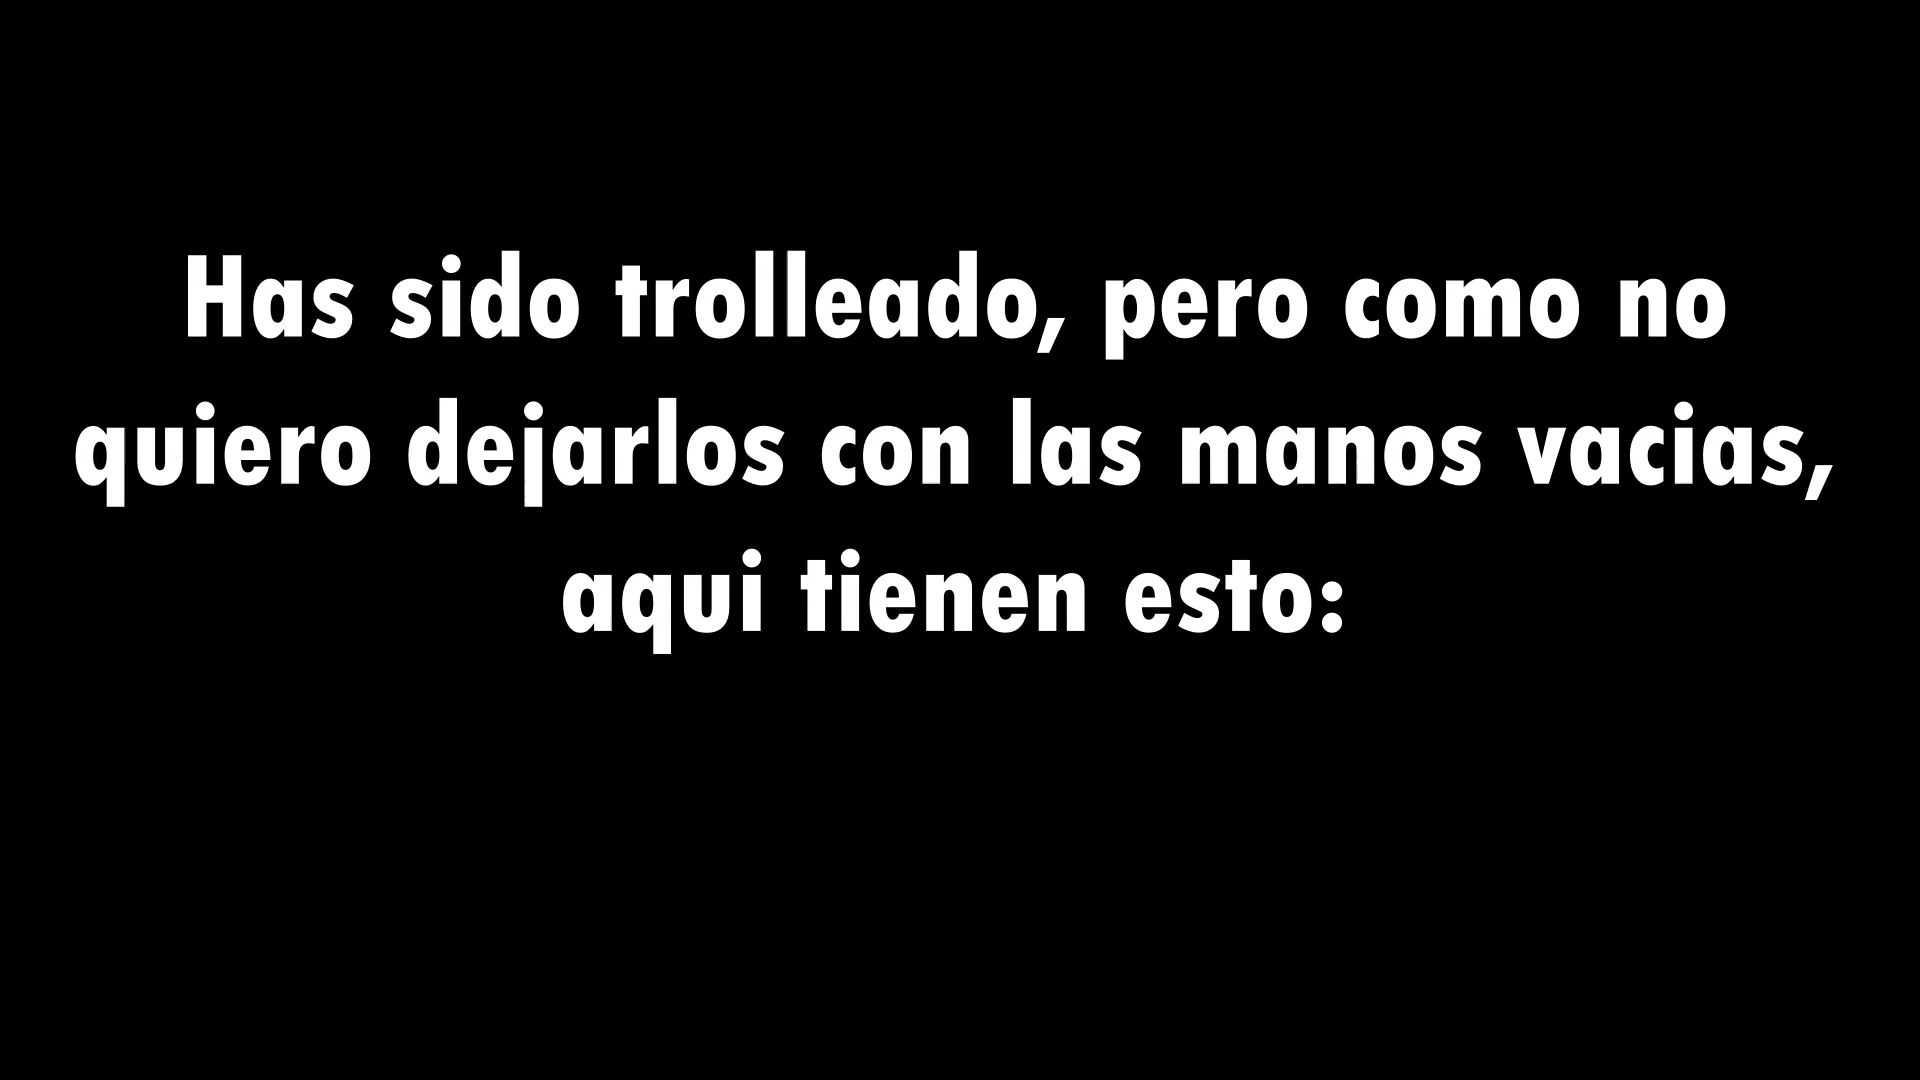 Has sido trolleado, pero como no
quiero dejarlos con las manos vacias,
aqui tienen esto: